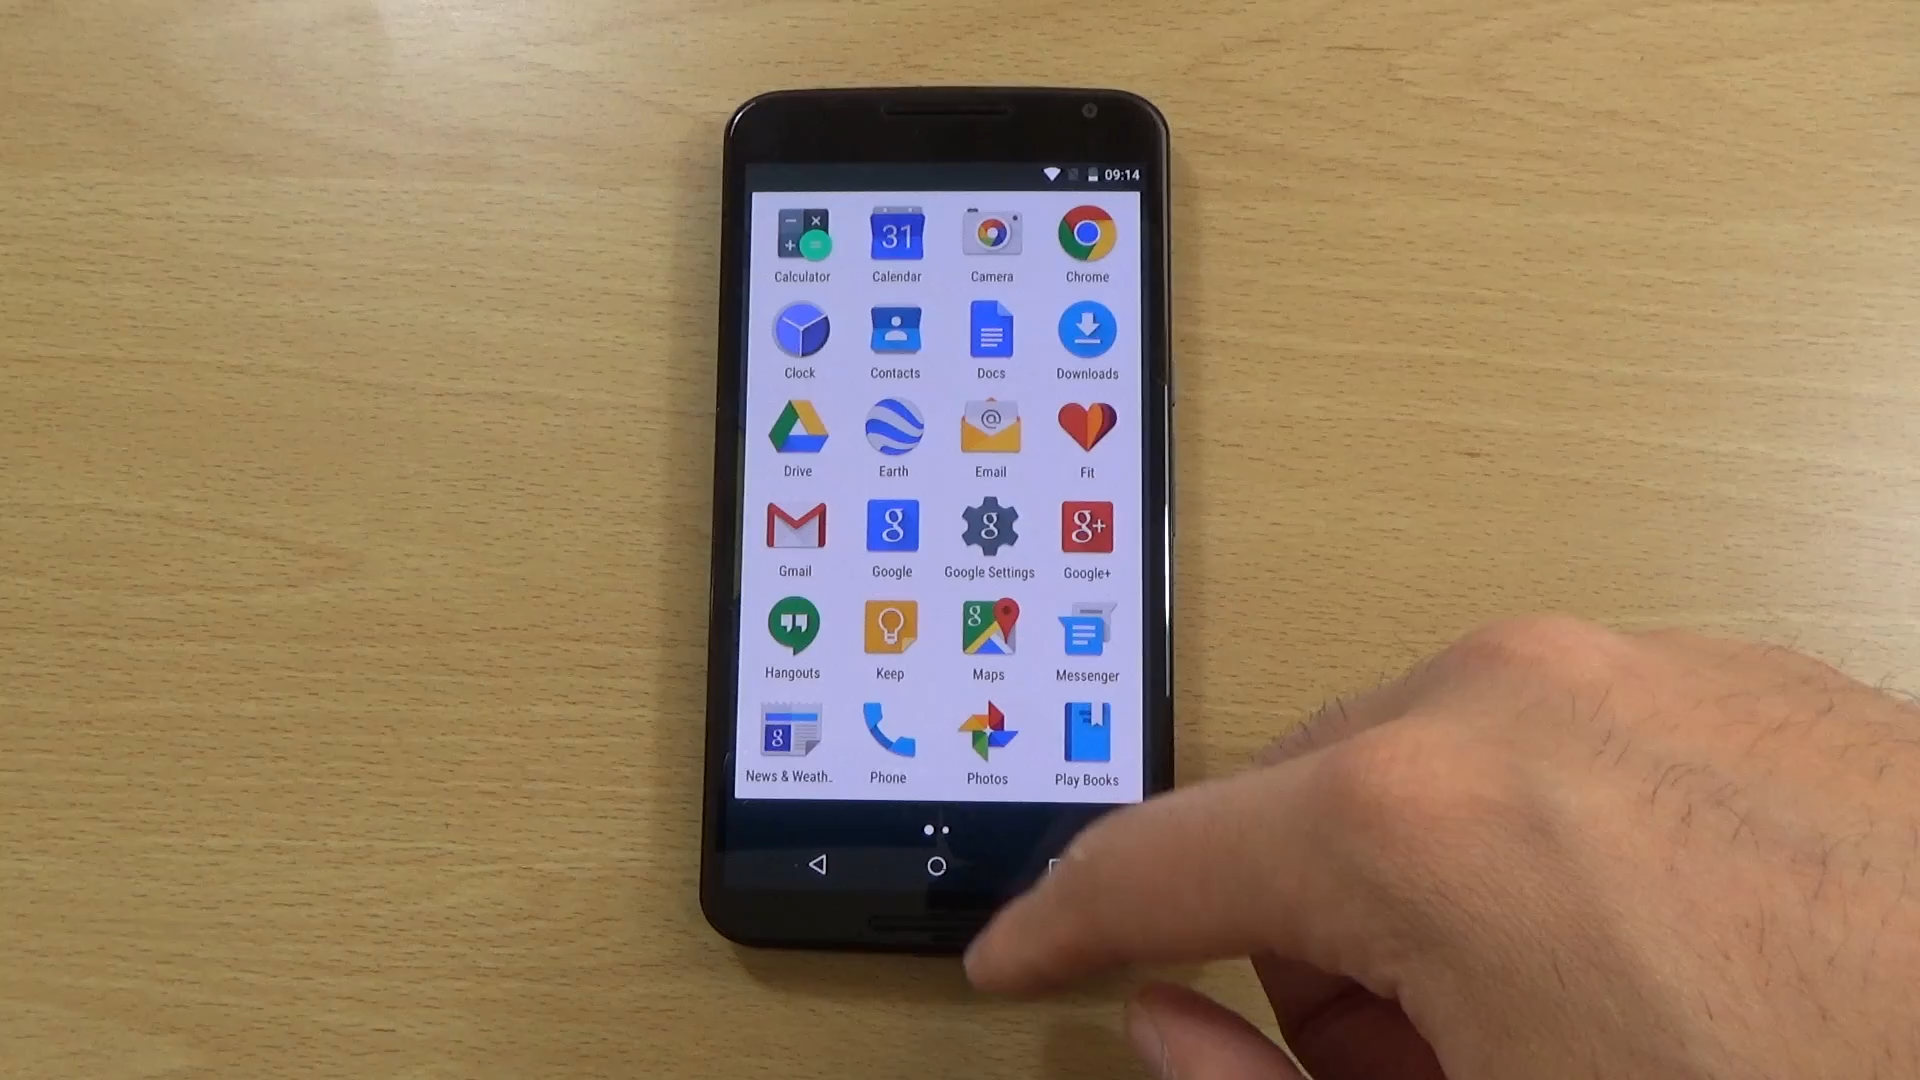 09:14
31
Calculator Calendar Camera Chrome
Clock Contacts Docs Downloads
@
Drive Earth Email Fit
g g g+
Gmail Google Google Settings Google+
g
Hangouts Keep Maps Messenger
g
News & Weath.. Phone Photos Play Books